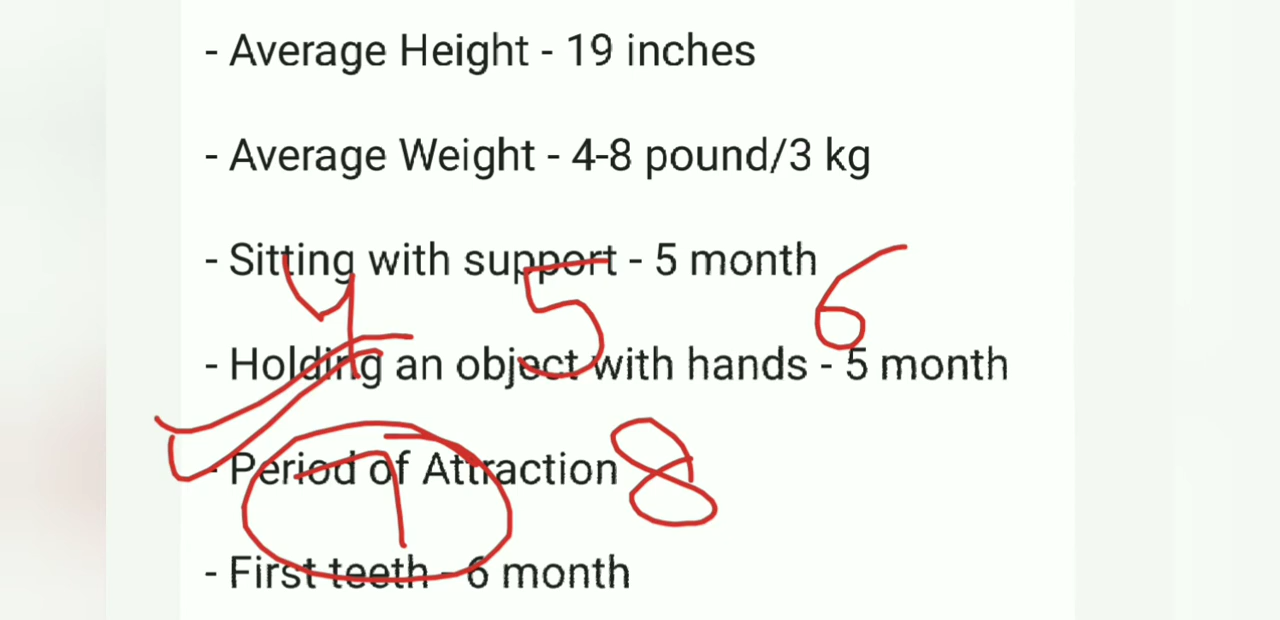 - Average Height - 19 inches
- Average Weight - 4-8 pound/3 kg
- Sitting with support - 5 month
4 5 6
- Holding an object with hands - 5 month
- Period of Attraction
7 8
- First teeth - 6 month